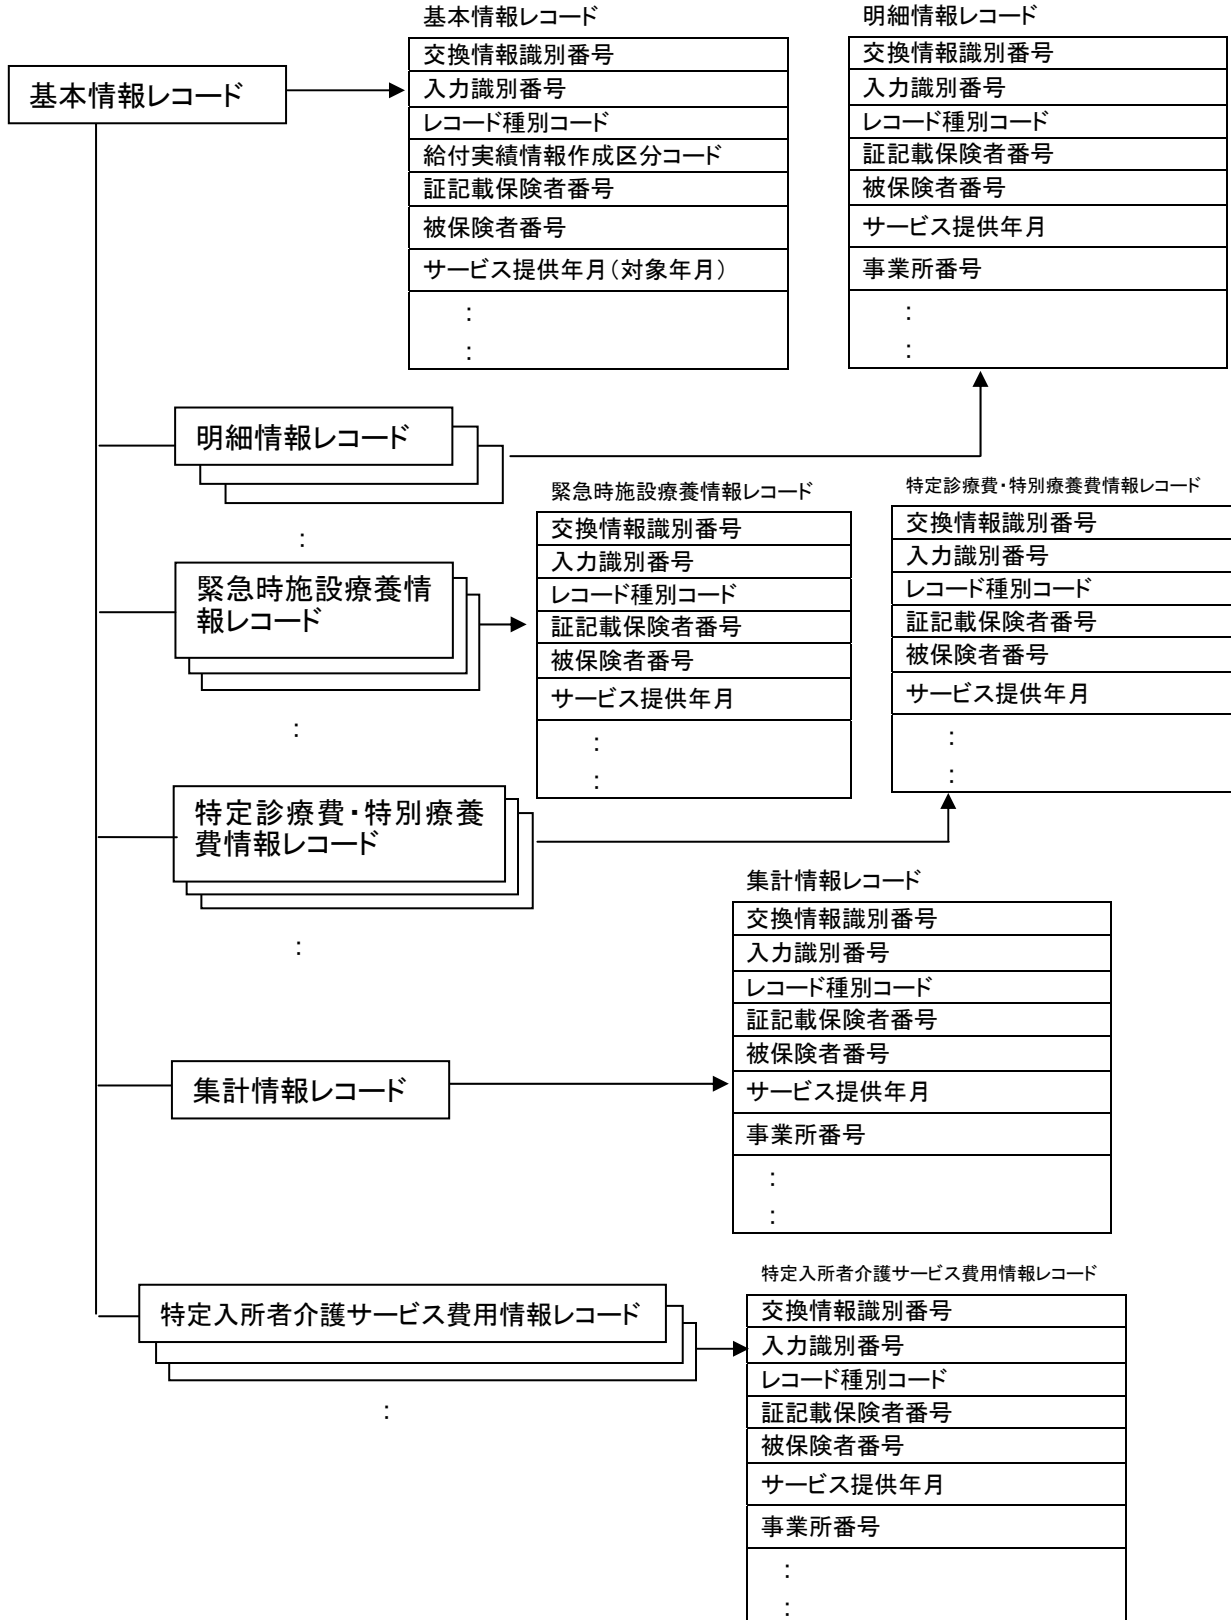 基本情報レコード
基本情報レコード
交換情報識別番号
入力識別番号
レコード種別コード
給付実績情報作成区分コード
証記載保険者番号
被保険者番号
サービス提供年月(対象年月)
:
:
明細情報レコード
交換情報識別番号
入力識別番号
レコード種別コード
証記載保険者番号
被保険者番号
サービス提供年月
事業所番号
:
:
明細情報レコード
:
緊急時施設療養情報レコード
交換情報識別番号
入力識別番号
レコード種別コード
証記載保険者番号
被保険者番号
サービス提供年月
:
:
特定診療費・特別療養費情報レコード
交換情報識別番号
入力識別番号
レコード種別コード
証記載保険者番号
被保険者番号
サービス提供年月
:
:
緊急時施設療養情
報レコード
:
特定診療費・特別療養
費情報レコード
:
集計情報レコード
交換情報識別番号
入力識別番号
レコード種別コード
証記載保険者番号
被保険者番号
サービス提供年月
事業所番号
:
:
集計情報レコード
特定入所者介護サービス費用情報レコード
:
特定入所者介護サービス費用情報レコード
交換情報識別番号
入力識別番号
レコード種別コード
証記載保険者番号
被保険者番号
サービス提供年月
事業所番号
:
: